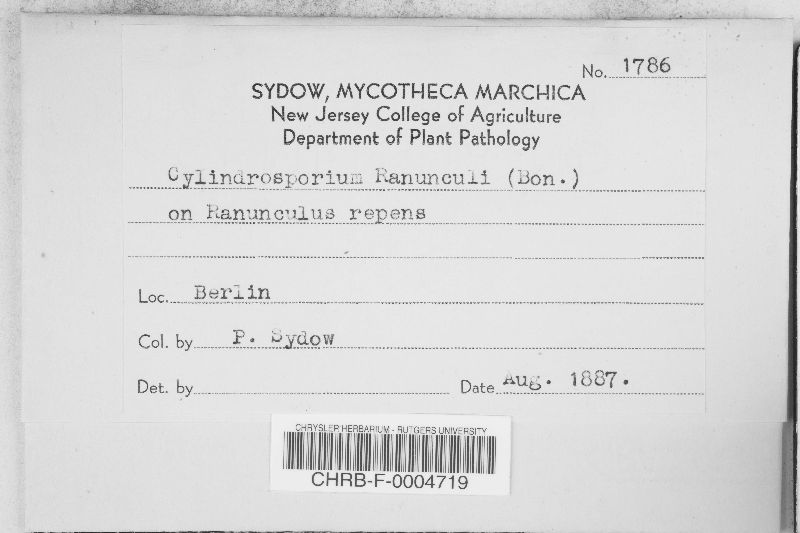 No. 1786
SYDOW, MYCOTHECA MARCHICA
New Jersey College of Agriculture
Department of Plant Pathology
Cylindrosporium Ranunculi (Bon.)
on Ranunculus repens
Loc. Berlin
Col. by P. Sydow
Det. by
Date Aug. 1887.
CHRYSLER HERBARIUM - RUTGERS UNIVERSITY
CHRB-F-0004719